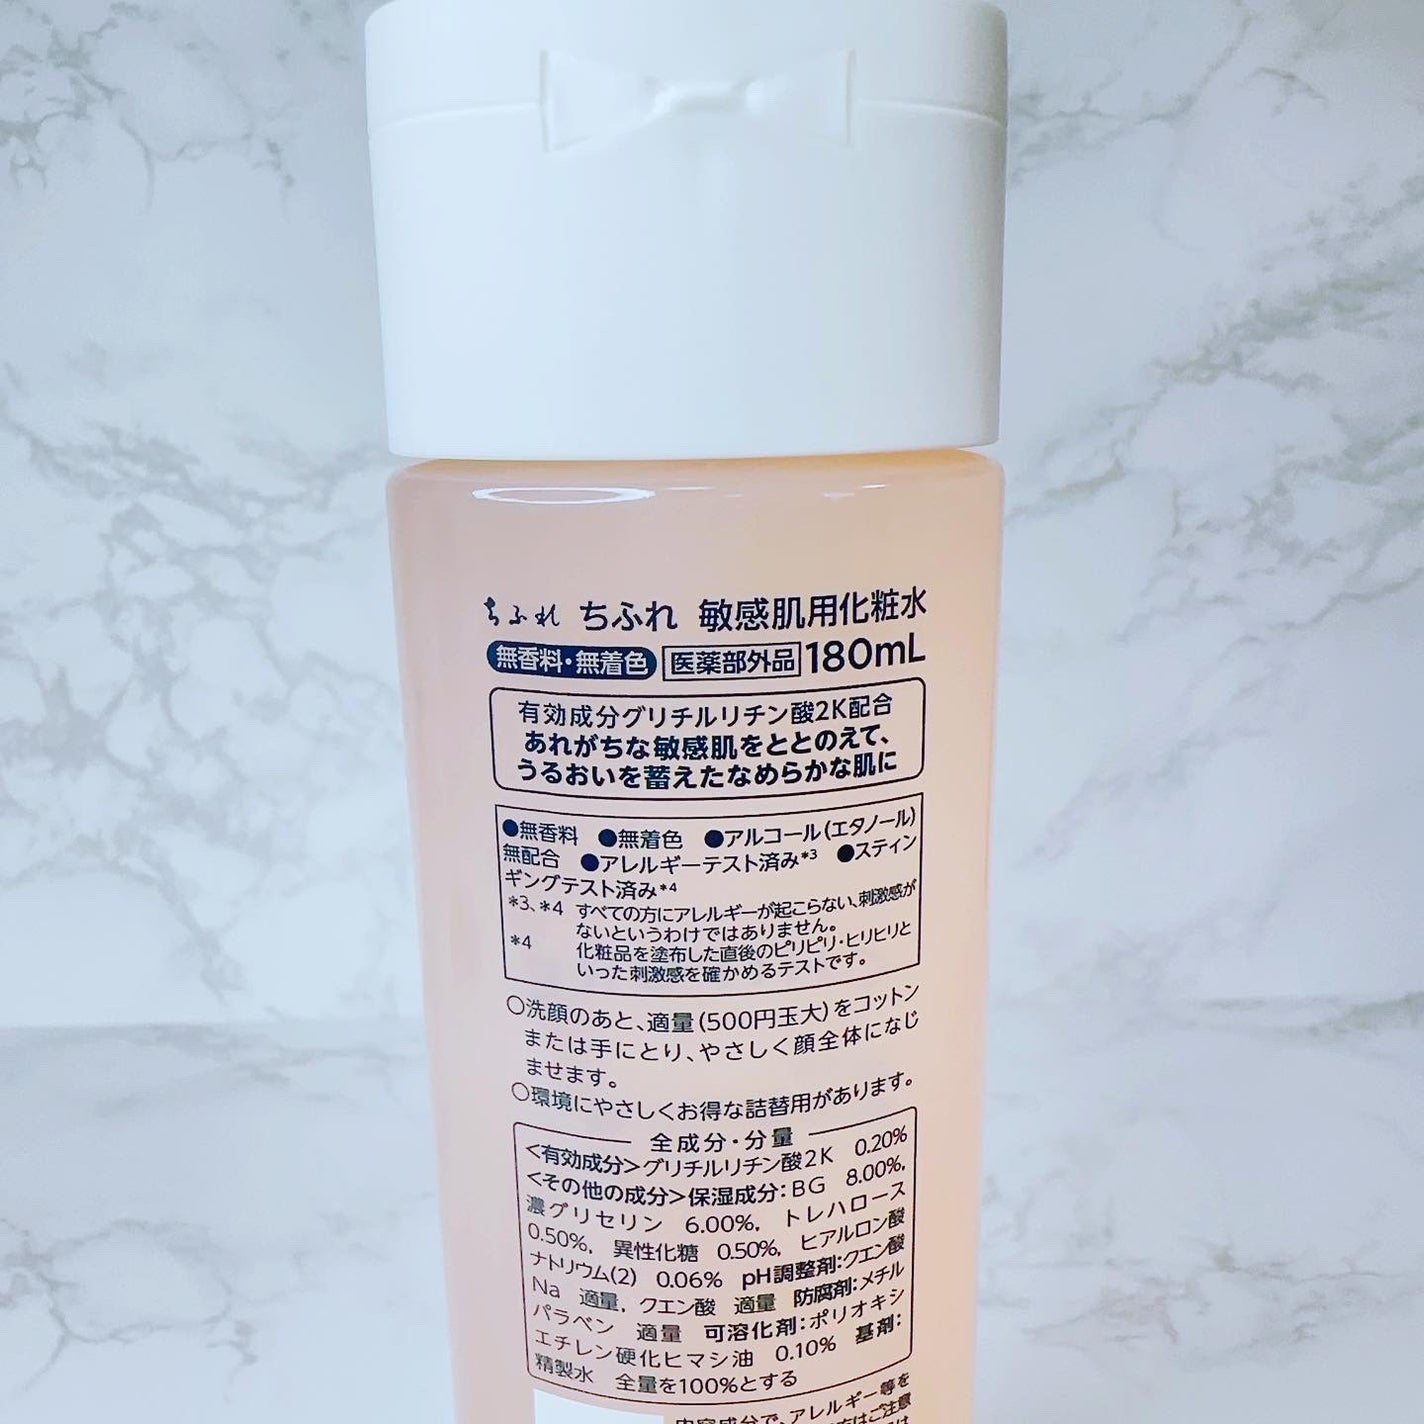 ちふれ ちふれ 敏感肌用化粧水
無香料・無着色 医薬部外品 180mL
有効成分グリチルリチン酸2K配合
あれがちな敏感肌をととのえて、
うるおいを蓄えたなめらかな肌に
●無香料 ●無着色 ●アルコール(エタノール)
無配合 ●アレルギーテスト済み*3 ●スティン
ギングテスト済み*4
*3、*4 すべての方にアレルギーが起こらない、刺激感が
ないというわけではありません。
*4 化粧品を塗布した直後のピリピリ・ヒリヒリと
いった刺激感を確かめるテストです。
○洗顔のあと、適量(500円玉大)をコットン
または手にとり、やさしく顔全体になじ
ませます。
○環境にやさしくお得な詰替用があります。
全成分・分量
<有効成分>グリチルリチン酸2K 0.20%
<その他の成分>保湿成分:BG 8.00%,
濃グリセリン 6.00%, トレハロース
0.50%, 異性化糖 0.50%, ヒアルロン酸
ナトリウム(2) 0.06% pH調整剤:クエン酸
Na 適量, クエン酸 適量 防腐剤:メチル
パラベン 適量 可溶化剤:ポリオキシ
エチレン硬化ヒマシ油 0.10% 基剤:
精製水 全量を100%とする
内容成分で、アレルギー等を
はご注意